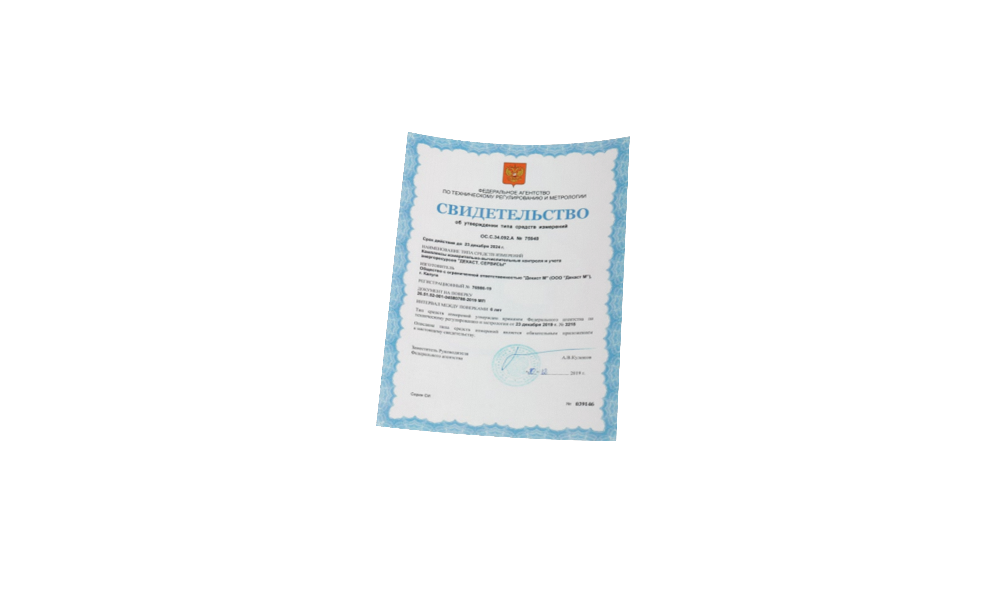 ФЕДЕРАЛЬНОЕ АГЕНТСТВО
ПО ТЕХНИЧЕСКОМУ РЕГУЛИРОВАНИЮ И МЕТРОЛОГИИ
СВИДЕТЕЛЬСТВО
об утверждении типа средств измерений
ОС.С.34.092.А № 75948
Срок действия до 23 декабря 2024 г.
НАИМЕНОВАНИЕ ТИПА СРЕДСТВ ИЗМЕРЕНИЙ
Комплексы измерительно-вычислительные контроля и учета
энергоресурсов "ДЕКАСТ. СЕРВИСЫ"
ИЗГОТОВИТЕЛЬ
Общество с ограниченной ответственностью "Декаст М" (ООО "Декаст М"),
г. Калуга
РЕГИСТРАЦИОННЫЙ № 76986-19
ДОКУМЕНТ НА ПОВЕРКУ
26.51.52-001-04580788-2019 МП
ИНТЕРВАЛ МЕЖДУ ПОВЕРКАМИ 6 лет
Тип средств измерений утвержден приказом Федерального агентства по
техническому регулированию и метрологии от 23 декабря 2019 г. № 3218
Описание типа средств измерений является обязательным приложением
к настоящему свидетельству.
Заместитель Руководителя
Федерального агентства
А.В.Кулешов
2019 г.
Серия СИ
№ 039146